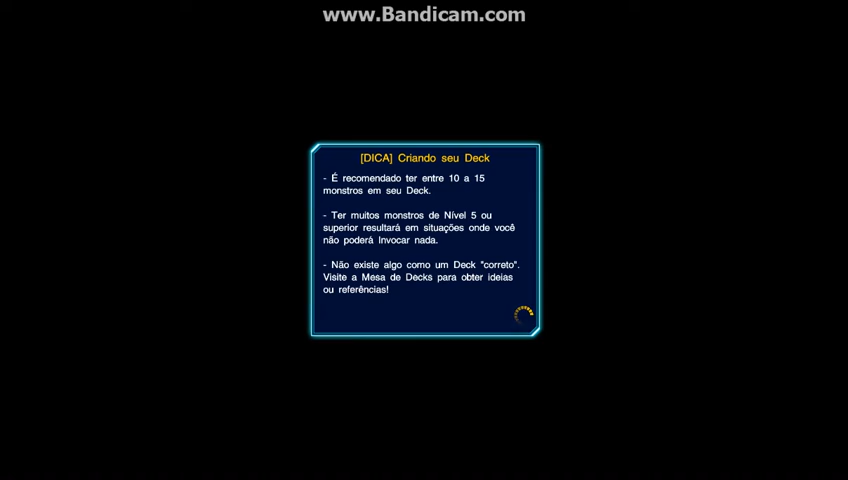 www.Bandicam.com
[DICA] Criando seu Deck
- É recomendado ter entre 10 a 15
monstros em seu Deck.
- Ter muitos monstros de Nível 5 ou
superior resultará em situações onde você
não poderá Invocar nada.
- Não existe algo como um Deck "correto".
Visite a Mesa de Decks para obter ideias
ou referências!